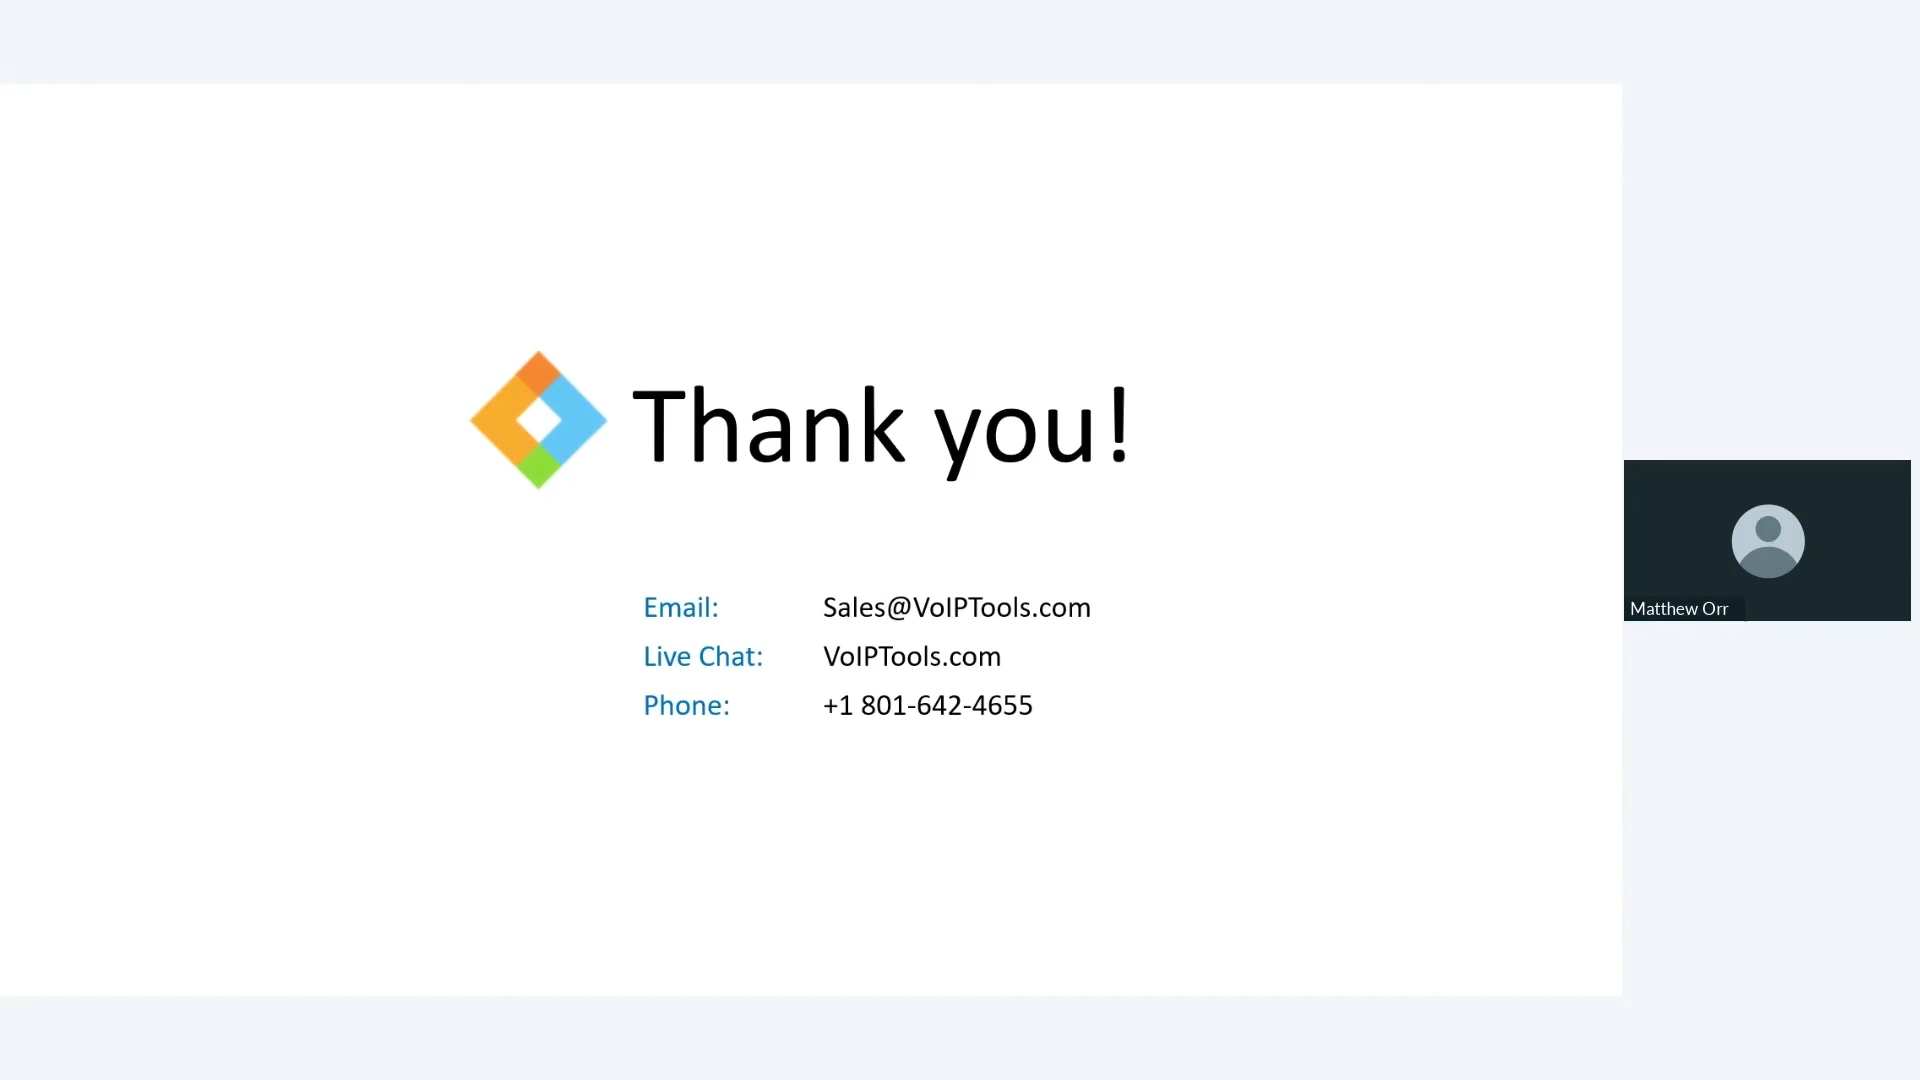 Thank you!
Email: Sales@VoIPTools.com
Live Chat: VoIPTools.com
Phone: +1 801-642-4655
Matthew Orr